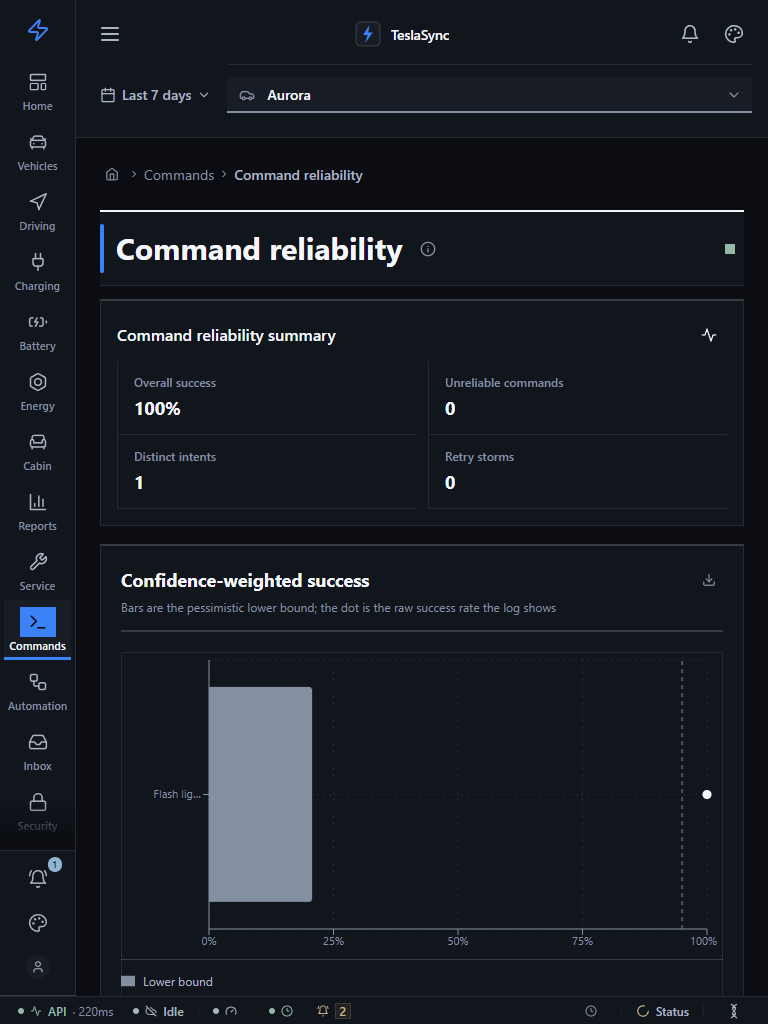 TeslaSync
Last 7 days
Aurora
Home
Vehicles
Driving
Charging
Battery
Energy
Cabin
Reports
Service
Commands
Automation
Inbox
Security
1
Commands
Command reliability
Command reliability
Command reliability summary
Overall success
100%
Unreliable commands
0
Distinct intents
1
Retry storms
0
Confidence-weighted success
Bars are the pessimistic lower bound; the dot is the raw success rate the log shows
Flash lig...
0% 25% 50% 75% 100%
Lower bound
API · 220ms Idle 2 Status